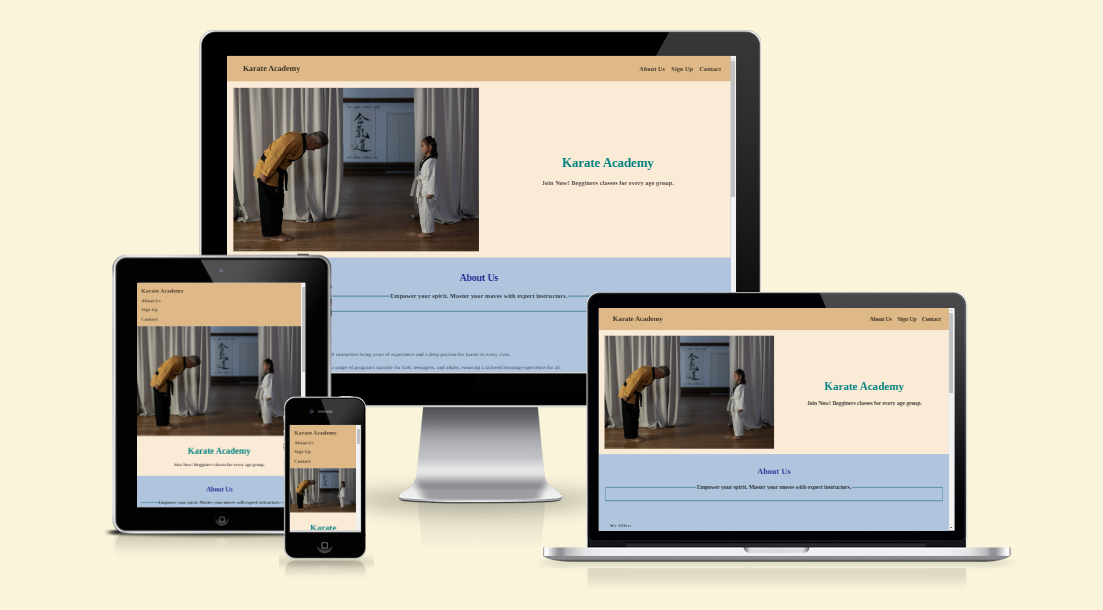 Karate Academy
About Us Sign Up Contact
合氣道
Karate Academy
Join Now! Begginers classes for every age group.
About Us
Empower your spirit. Master your moves with expert instructors.
instructors bring years of experience and a deep passion for karate to every class.
a range of programs suitable for kids, teenagers, and adults, ensuring a tailored training experience for all.
Karate Academy
About Us
Sign Up
Contact
Karate Academy
Join Now! Begginers classes for every age group.
About Us
Empower your spirit. Master your moves with expert instructors.
Karate Academy
About Us
Sign Up
Contact
Karate
Karate Academy
About Us Sign Up Contact
Karate Academy
Join Now! Begginers classes for every age group.
About Us
Empower your spirit. Master your moves with expert instructors.
We Offer: